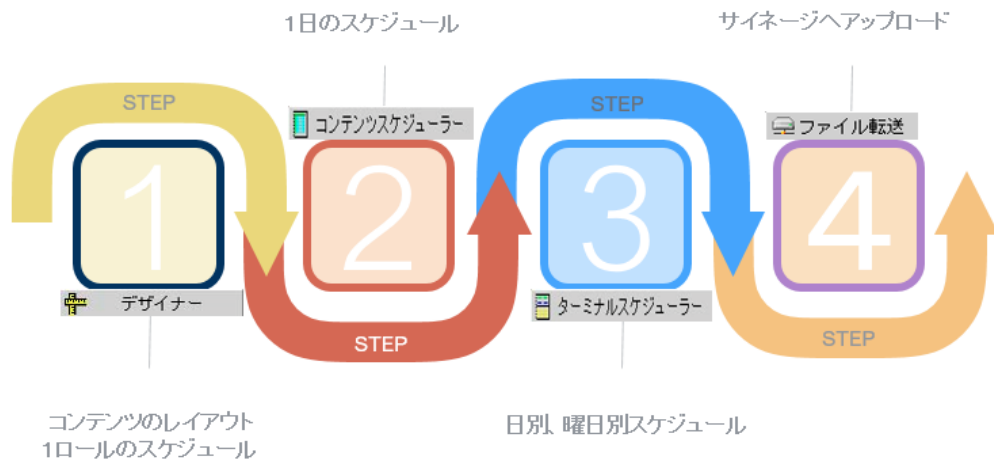 1日のスケジュール
サイネージへアップロード
STEP
STEP
コンテンツスケジューラー
ファイル転送
1
2
3
4
デザイナー
ターミナルスケジューラー
STEP
STEP
コンテンツのレイアウト
1ロールのスケジュール
日別、曜日別スケジュール